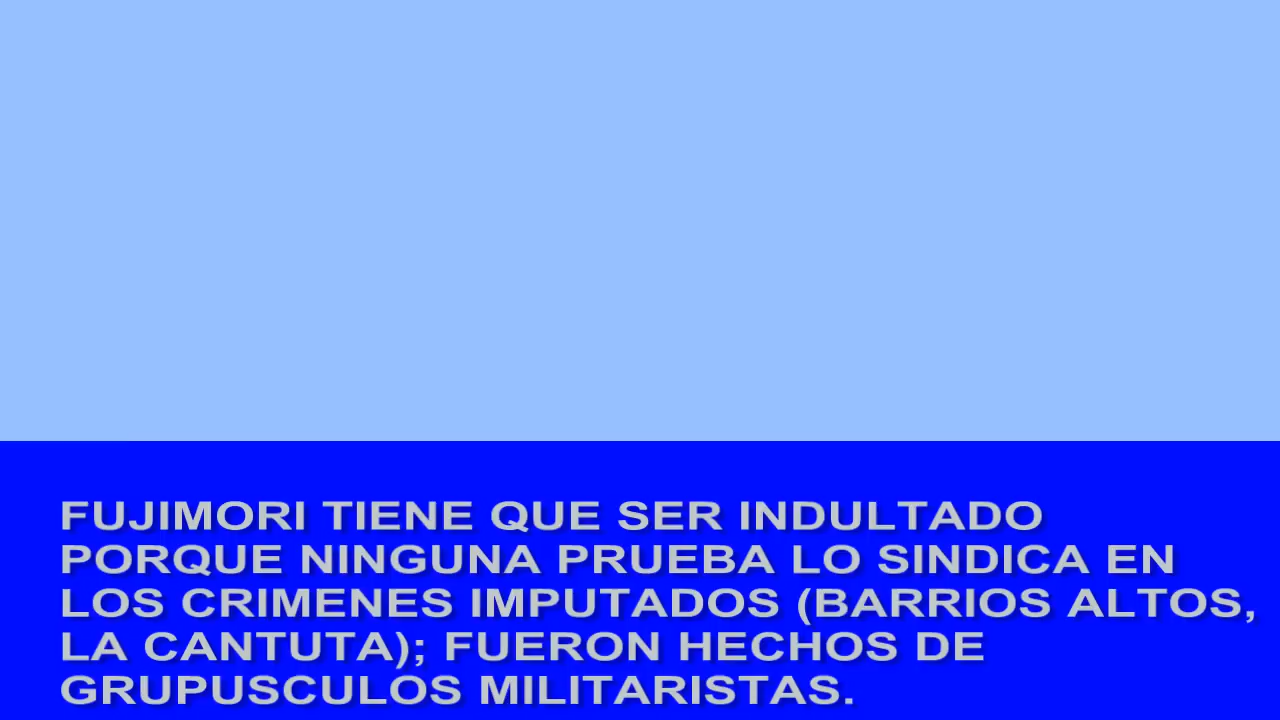 FUJIMORI TIENE QUE SER INDULTADO
PORQUE NINGUNA PRUEBA LO SINDICA EN
LOS CRIMENES IMPUTADOS (BARRIOS ALTOS,
LA CANTUTA); FUERON HECHOS DE
GRUPUSCULOS MILITARISTAS.